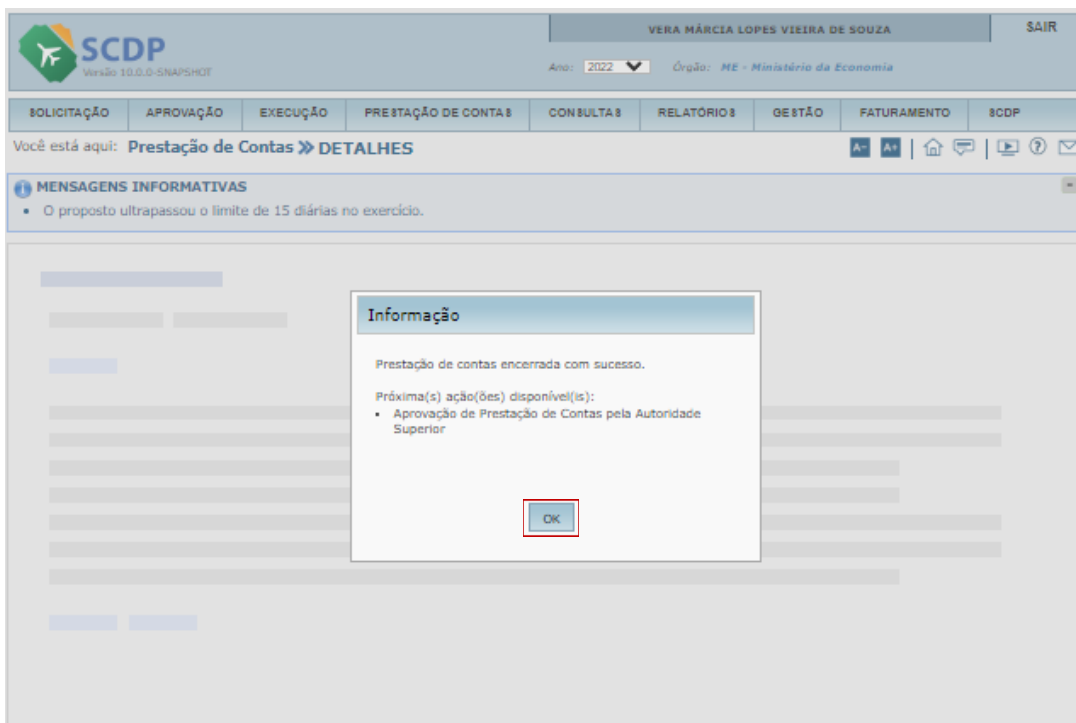 VERA MÁRCIA LOPES VIEIRA DE SOUZA
SAIR
SCDP
Versão 10.0.0-SNAPSHOT
Ano: 2022 Órgão: ME - Ministério da Economia
SOLICITAÇÃO APROVAÇÃO EXECUÇÃO PRESTAÇÃO DE CONTAS CONSULTAS RELATÓRIOS GESTÃO FATURAMENTO SCDP
Você está aqui: Prestação de Contas >> DETALHES
A- A+
MENSAGENS INFORMATIVAS
• O proposto ultrapassou o limite de 15 diárias no exercício.
Informação
Prestação de contas encerrada com sucesso.
Próxima(s) ação(ões) disponível(is):
• Aprovação de Prestação de Contas pela Autoridade
Superior
OK